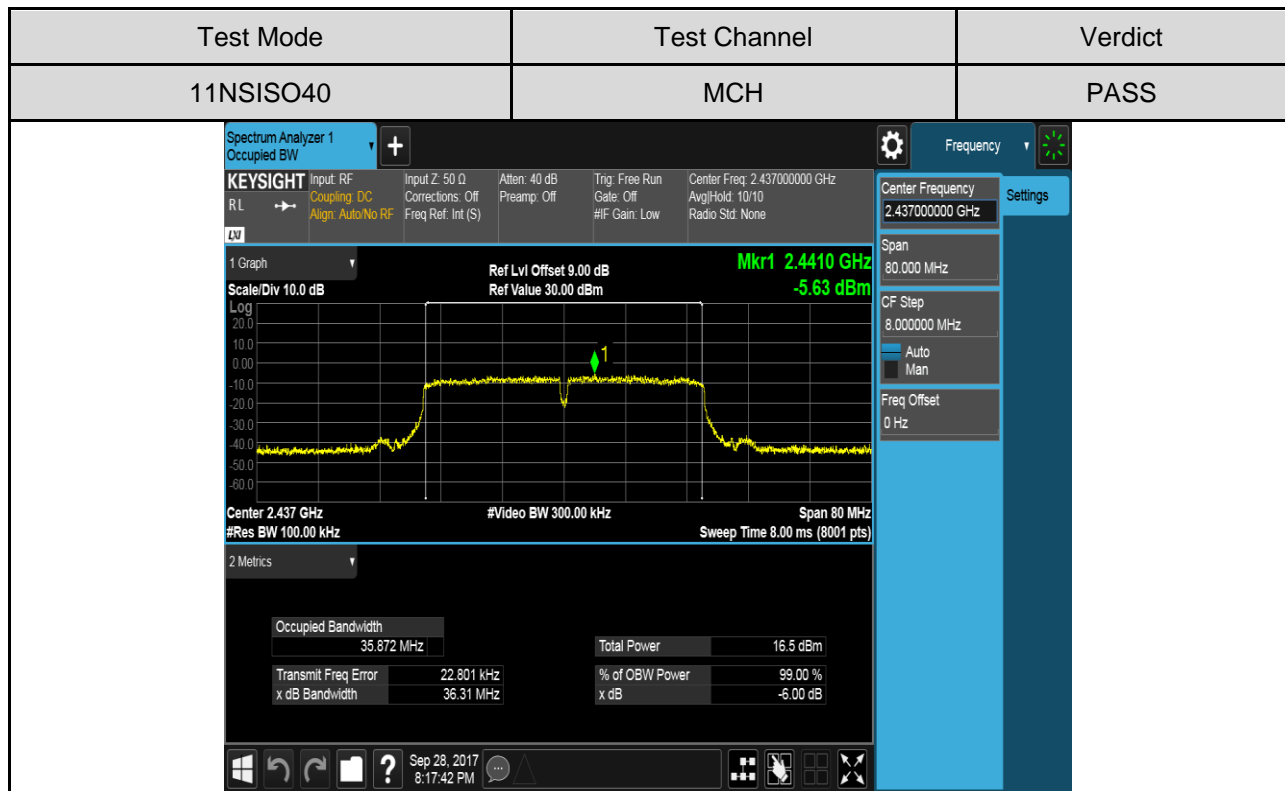 Test Mode Test Channel Verdict
11NSISO40 MCH PASS
Spectrum Analyzer 1
Occupied BW
+
Frequency
KEYSIGHT Input: RF Input Z: 50 Ω Atten: 40 dB Trig: Free Run Center Freq: 2.437000000 GHz
Coupling: DC Corrections: Off Preamp: Off Gate: Off Avg|Hold: 10/10
RL Align: Auto/No RF Freq Ref: Int (S) #IF Gain: Low Radio Std: None
LXI
Center Frequency
2.437000000 GHz
Settings
Span
80.000 MHz
CF Step
8.000000 MHz
Auto
Man
Freq Offset
0 Hz
1 Graph
Ref Lvl Offset 9.00 dB
Mkr1 2.4410 GHz
Scale/Div 10.0 dB
Ref Value 30.00 dBm
-5.63 dBm
Log
20.0
10.0
0.00
-10.0
-20.0
-30.0
-40.0
-50.0
-60.0
1
Center 2.437 GHz #Video BW 300.00 kHz Span 80 MHz
#Res BW 100.00 kHz Sweep Time 8.00 ms (8001 pts)
2 Metrics
Occupied Bandwidth
35.872 MHz
Total Power 16.5 dBm
Transmit Freq Error 22.801 kHz % of OBW Power 99.00 %
x dB Bandwidth 36.31 MHz x dB -6.00 dB
?
Sep 28, 2017
8:17:42 PM